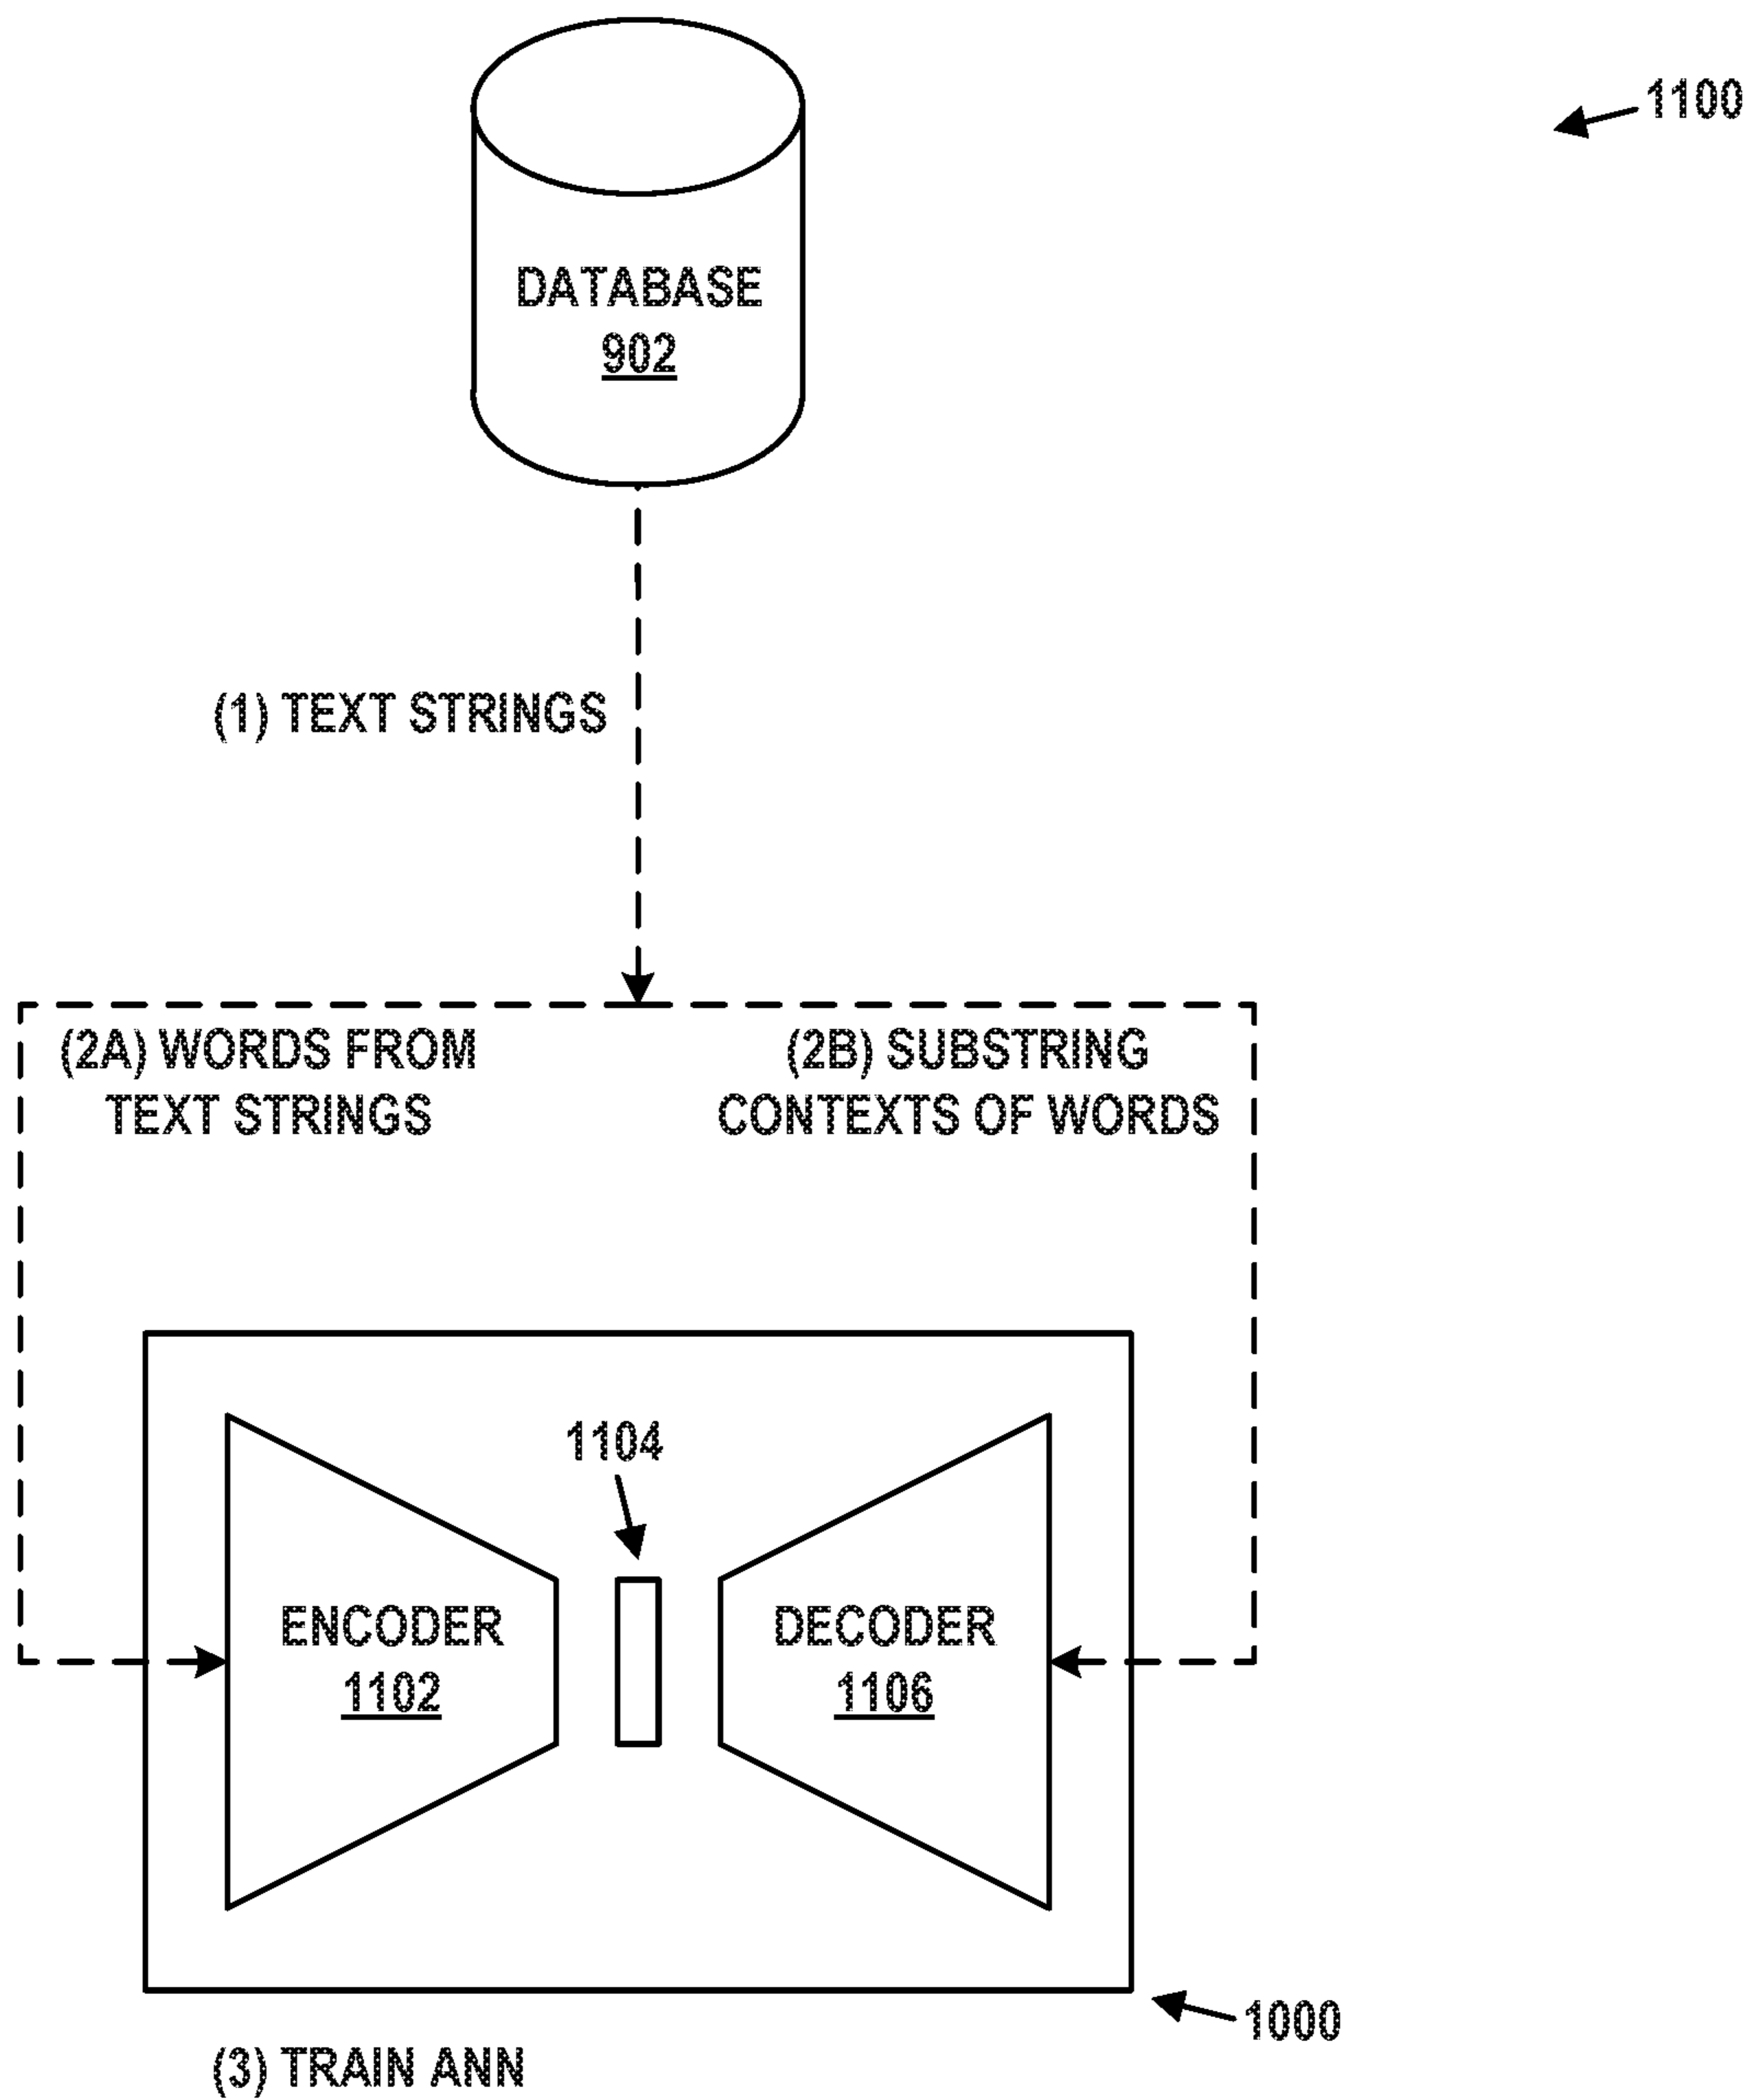 1100
DATABASE
902
(1) TEXT STRINGS
(2A) WORDS FROM
TEXT STRINGS
(2B) SUBSTRING
CONTEXTS OF WORDS
1104
ENCODER
1102
DECODER
1106
1000
(3) TRAIN ANN